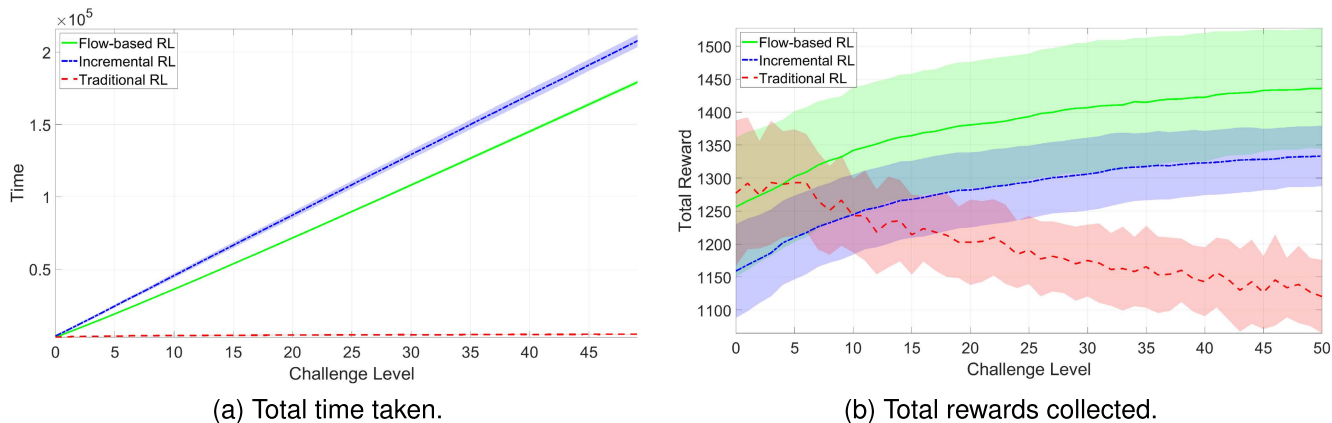 ×10⁵
2
1.5
1
0.5
Time
Flow-based RL
Incremental RL
Traditional RL
0 5 10 15 20 25 30 35 40 45
Challenge Level
(a) Total time taken.
1500
1450
1400
1350
1300
1250
1200
1150
1100
Total Reward
Flow-based RL
Incremental RL
Traditional RL
0 5 10 15 20 25 30 35 40 45 50
Challenge Level
(b) Total rewards collected.